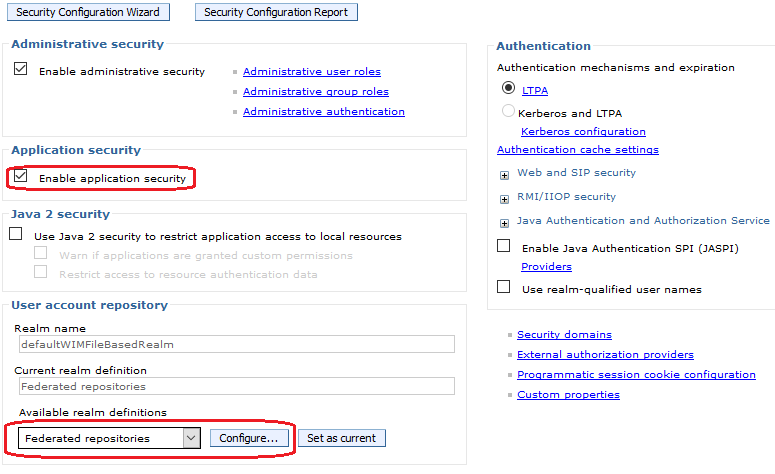 Security Configuration Wizard
Security Configuration Report
Administrative security
Enable administrative security
Administrative user roles
Administrative group roles
Administrative authentication
Application security
Enable application security
Java 2 security
Use Java 2 security to restrict application access to local resources
Warn if applications are granted custom permissions
Restrict access to resource authentication data
User account repository
Realm name
defaultWIMFileBasedRealm
Current realm definition
Federated repositories
Available realm definitions
Federated repositories
Configure...
Set as current
Authentication
Authentication mechanisms and expiration
LTPA
Kerberos and LTPA
Kerberos configuration
Authentication cache settings
Web and SIP security
RMI/IIOP security
Java Authentication and Authorization Service
Enable Java Authentication SPI (JASPI)
Providers
Use realm-qualified user names
Security domains
External authorization providers
Programmatic session cookie configuration
Custom properties